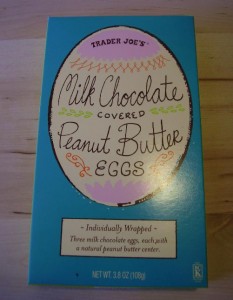 TRADER JOE'S
Milk Chocolate
COVERED
Peanut Butter
EGGS
~ Individually Wrapped ~
Three milk chocolate eggs, each with
a natural peanut butter center.
NET WT. 3.8 OZ (108g)
K